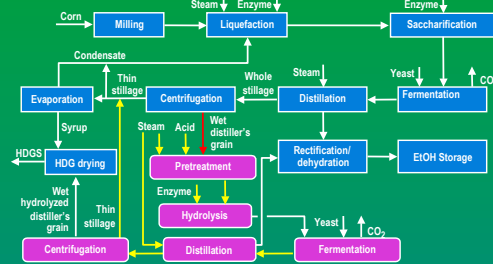 Steam
Enzyme
Enzyme
Corn
Milling
Liquefaction
Saccharification
Condensate
Thin
stillage
Whole
stillage
Steam
Yeast
CO
Evaporation
Centrifugation
Distillation
Fermentation
Syrup
Steam
Acid
Wet
distiller's
grain
HDGS
HDG drying
Rectification/
dehydration
EtOH Storage
Pretreatment
Wet
hydrolyzed
distiller's
grain
Thin
stillage
Enzyme
Hydrolysis
Yeast
CO2
Centrifugation
Distillation
Fermentation